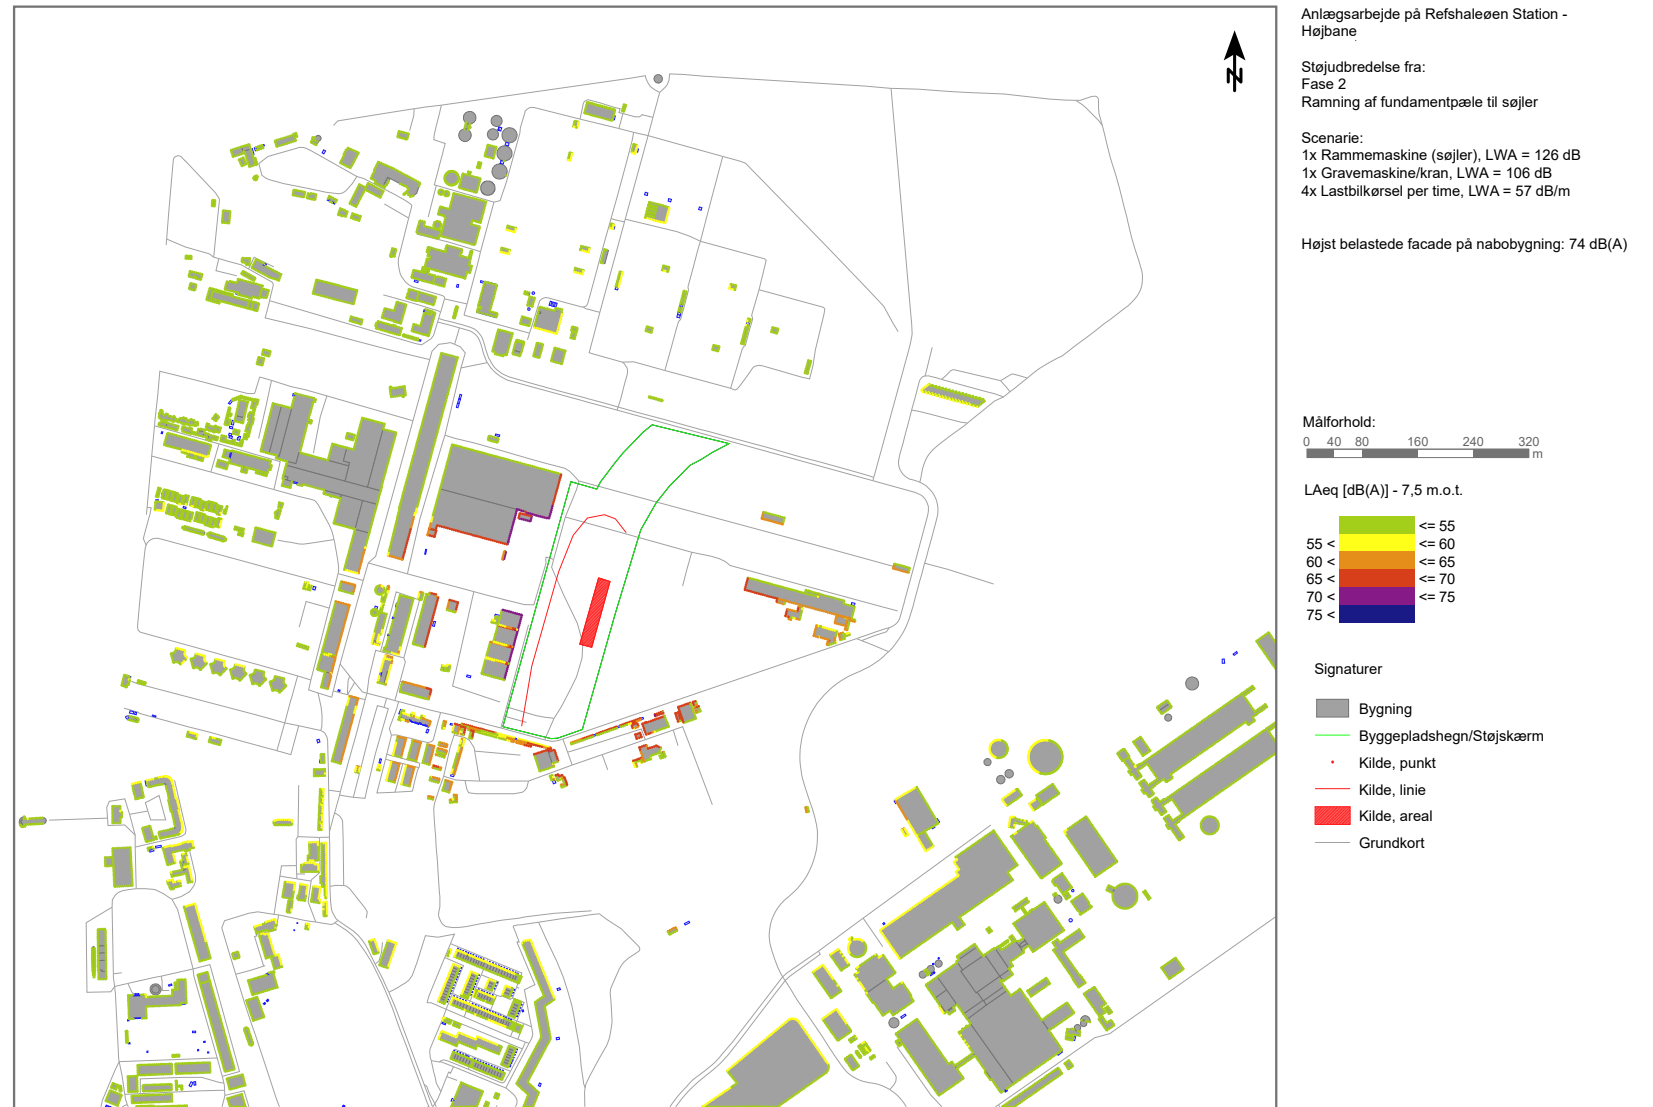 N
Anlægsarbejde på Refshaleøen Station -
Højbane
Støjudbredelse fra:
Fase 2
Ramning af fundamentpæle til søjler
Scenarie:
1x Rammemaskine (søjler), LWA = 126 dB
1x Gravemaskine/kran, LWA = 106 dB
4x Lastbilkørsel per time, LWA = 57 dB/m
Højst belastede facade på nabobygning: 74 dB(A)
Målforhold:
0 40 80 160 240 320
m
LAeq [dB(A)] - 7,5 m.o.t.
<= 55
55 < <= 60
60 < <= 65
65 < <= 70
70 < <= 75
75 <
Signaturer
Bygning
Byggepladshegn/Støjskærm
Kilde, punkt
Kilde, linie
Kilde, areal
Grundkort